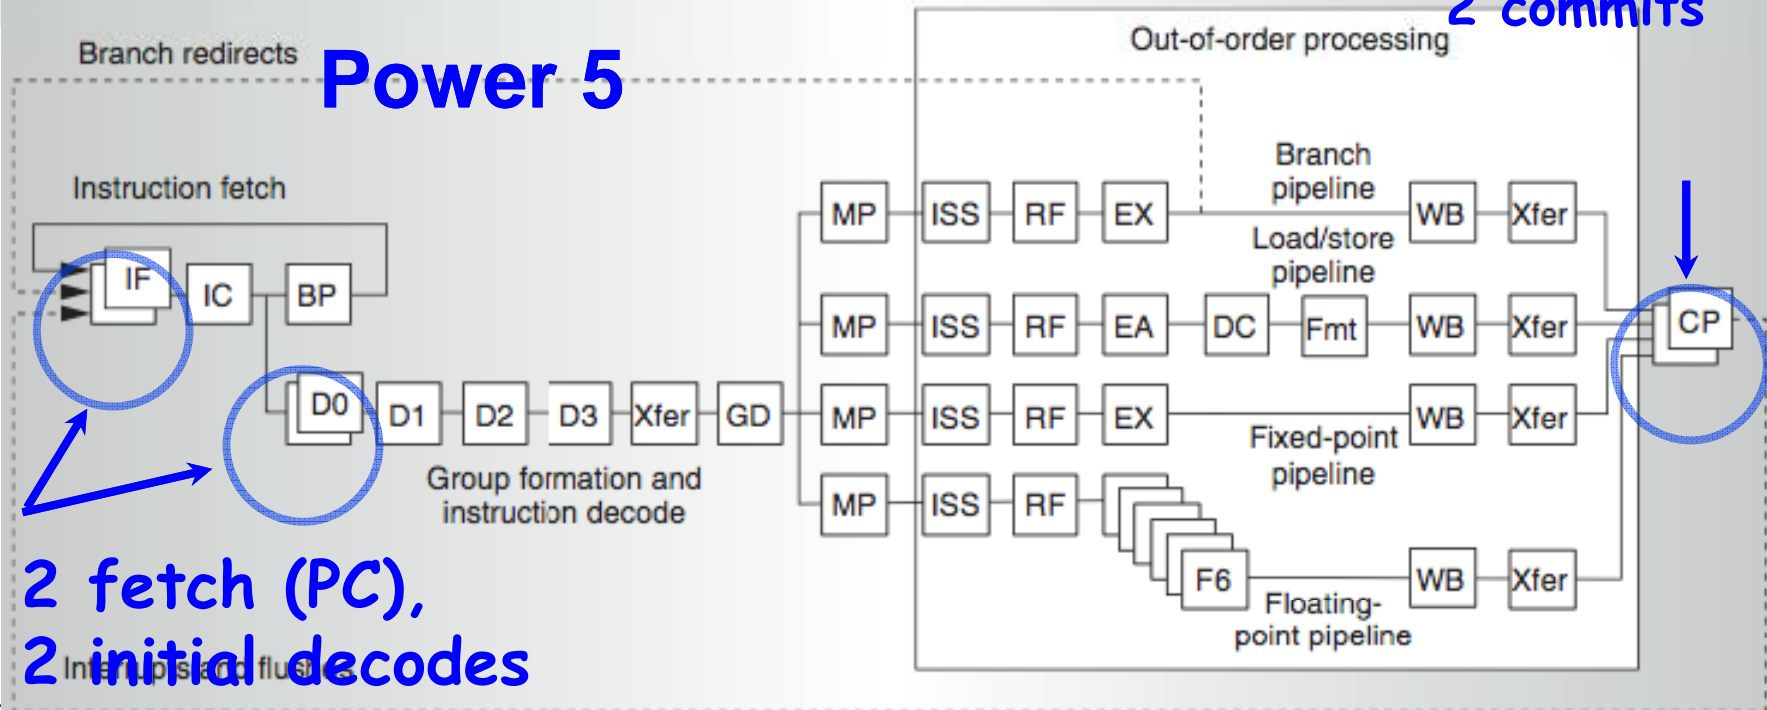 2 commits
Out-of-order processing
Branch redirects
Power 5
Branch
pipeline
Instruction fetch
MP ISS RF EX WB Xfer
Load/store
pipeline
IF IC BP
MP ISS RF EA DC Fmt WB Xfer
CP
D0 D1 D2 D3 Xfer GD
MP ISS RF EX WB Xfer
Fixed-point
pipeline
Group formation and
instruction decode
MP ISS RF
F6 WB Xfer
Floating-
point pipeline
2 fetch (PC),
2 initial decodes
Interrupts and flushes